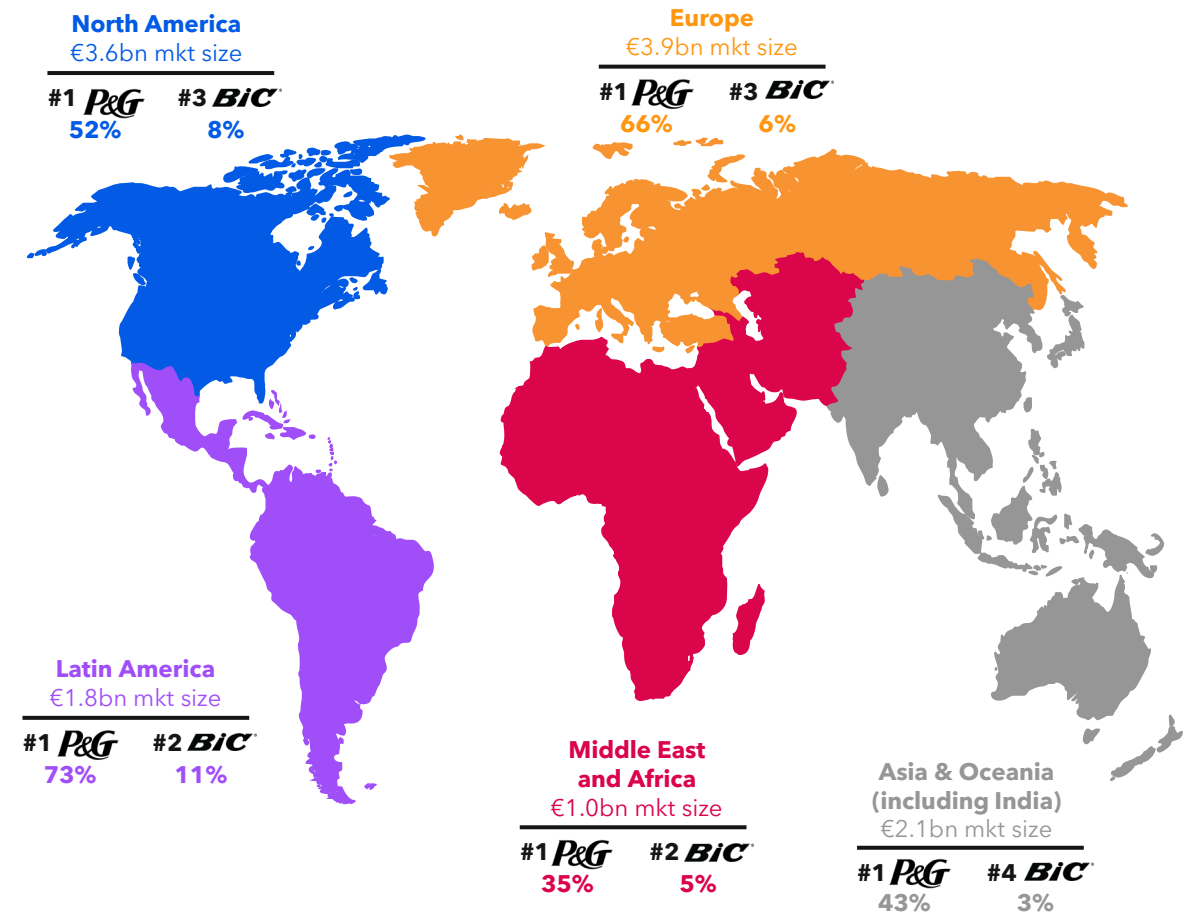 North America
€3.6bn mkt size
#1 P&G #3 BiC®
52% 8%
Europe
€3.9bn mkt size
#1 P&G #3 BiC®
66% 6%
Latin America
€1.8bn mkt size
#1 P&G #2 BiC®
73% 11%
Middle East
and Africa
€1.0bn mkt size
#1 P&G #2 BiC®
35% 5%
Asia & Oceania
(including India)
€2.1bn mkt size
#1 P&G #4 BiC®
43% 3%